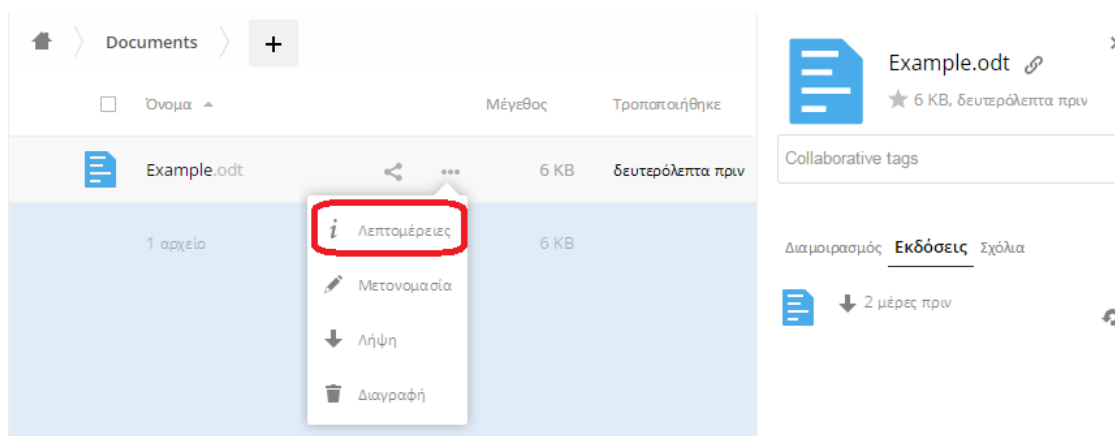 Documents +
Όνομα Μέγεθος Τροποποιήθηκε
Example.odt 6 KB δευτερόλεπτα πριν
Λεπτομέρειες
Μετονομασία
Λήψη
Διαγραφή
1 αρχείο 6 KB
Example.odt
6 KB, δευτερόλεπτα πριν
Collaborative tags
Διαμοιρασμός Εκδόσεις Σχόλια
2 μέρες πριν